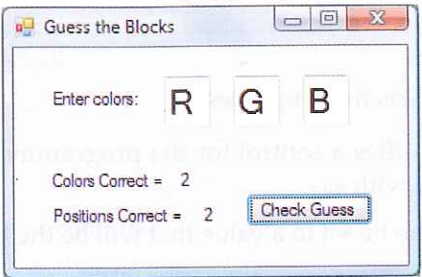 Guess the Blocks
Enter colors: R G B
Colors Correct = 2
Positions Correct = 2
Check Guess